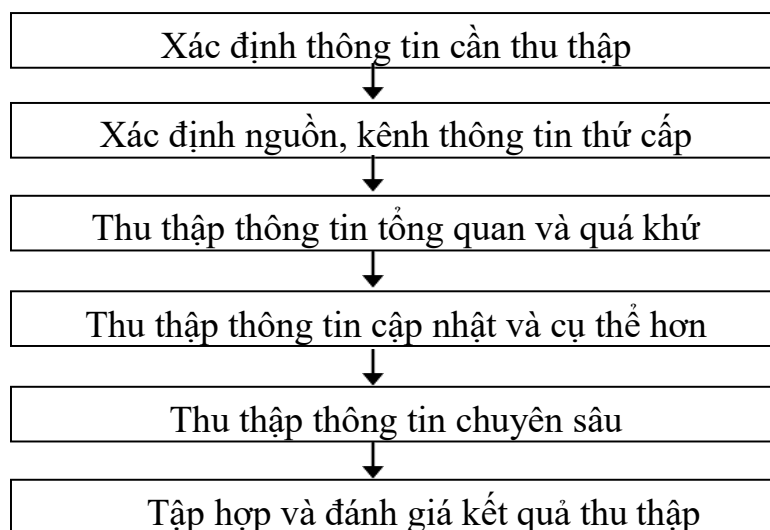 Xác định thông tin cần thu thập
Xác định nguồn, kênh thông tin thứ cấp
Thu thập thông tin tổng quan và quá khứ
Thu thập thông tin cập nhật và cụ thể hơn
Thu thập thông tin chuyên sâu
Tập hợp và đánh giá kết quả thu thập